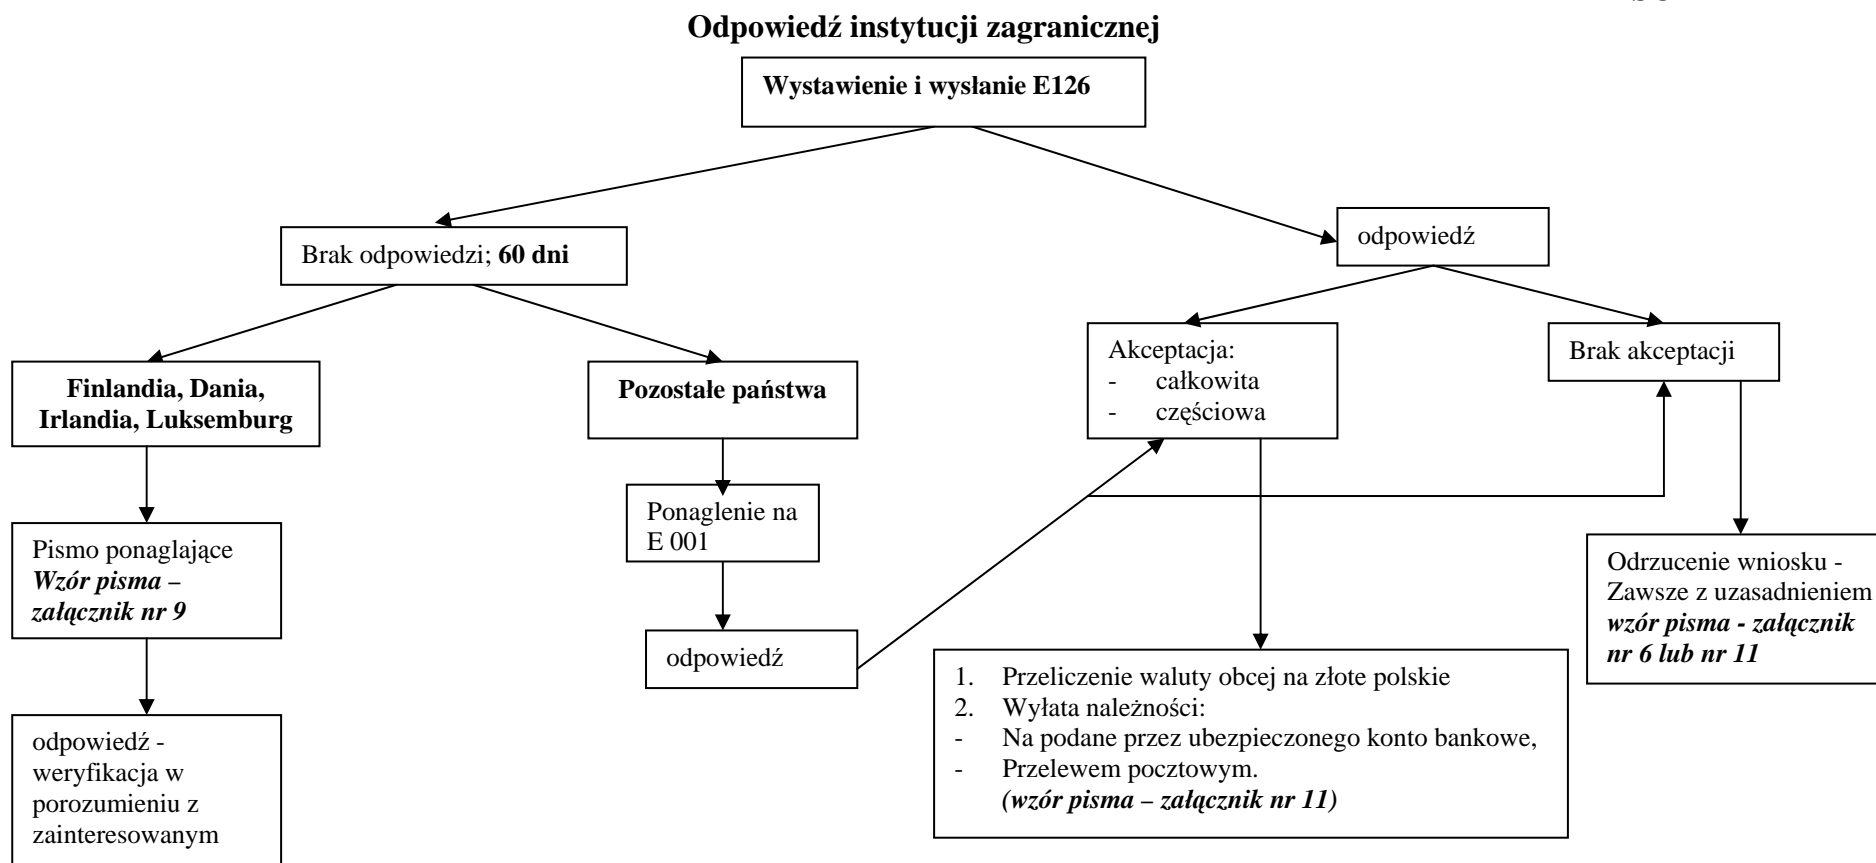 Odpowiedź instytucji zagranicznej
Wystawienie i wysłanie E126
Brak odpowiedzi; 60 dni
odpowiedź
Finlandia, Dania,
Irlandia, Luksemburg
Pozostałe państwa
Akceptacja:
- całkowita
- częściowa
Brak akceptacji
Pismo ponaglające
Wzór pisma –
załącznik nr 9
Ponaglenie na
E 001
Odrzucenie wniosku -
Zawsze z uzasadnieniem
wzór pisma - załącznik
nr 6 lub nr 11
odpowiedź
odpowiedź -
weryfikacja w
porozumieniu z
zainteresowanym
1. Przeliczenie waluty obcej na złote polskie
2. Wyłata należności:
- Na podane przez ubezpieczonego konto bankowe,
- Przelewem pocztowym.
(wzór pisma – załącznik nr 11)